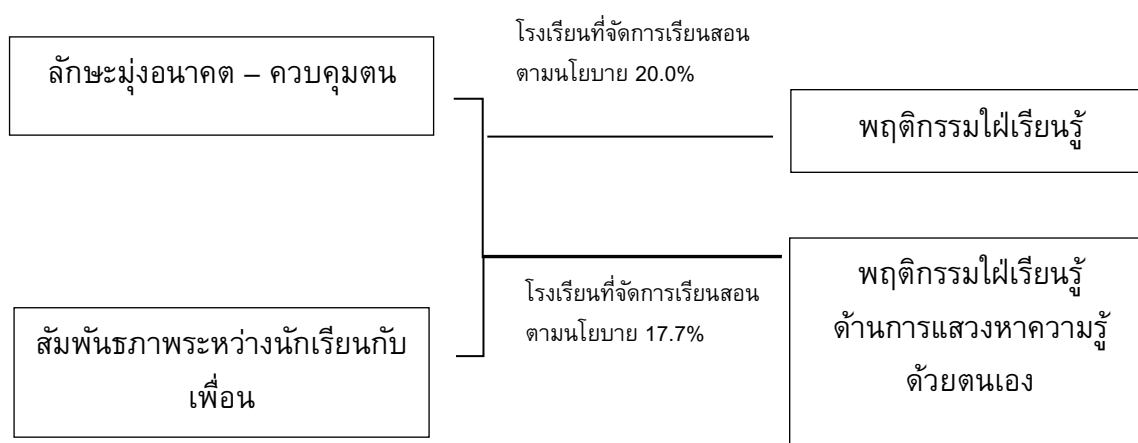 โรงเรียนที่จัดการเรียนสอน
ตามนโยบาย 20.0%
ลักษะมุ่งอนาคต – ควบคุมตน
พฤติกรรมใฝ่เรียนรู้
โรงเรียนที่จัดการเรียนสอน
ตามนโยบาย 17.7%
พฤติกรรมใฝ่เรียนรู้
ด้านการแสวงหาความรู้
ด้วยตนเอง
สัมพันธภาพระหว่างนักเรียนกับ
เพื่อน